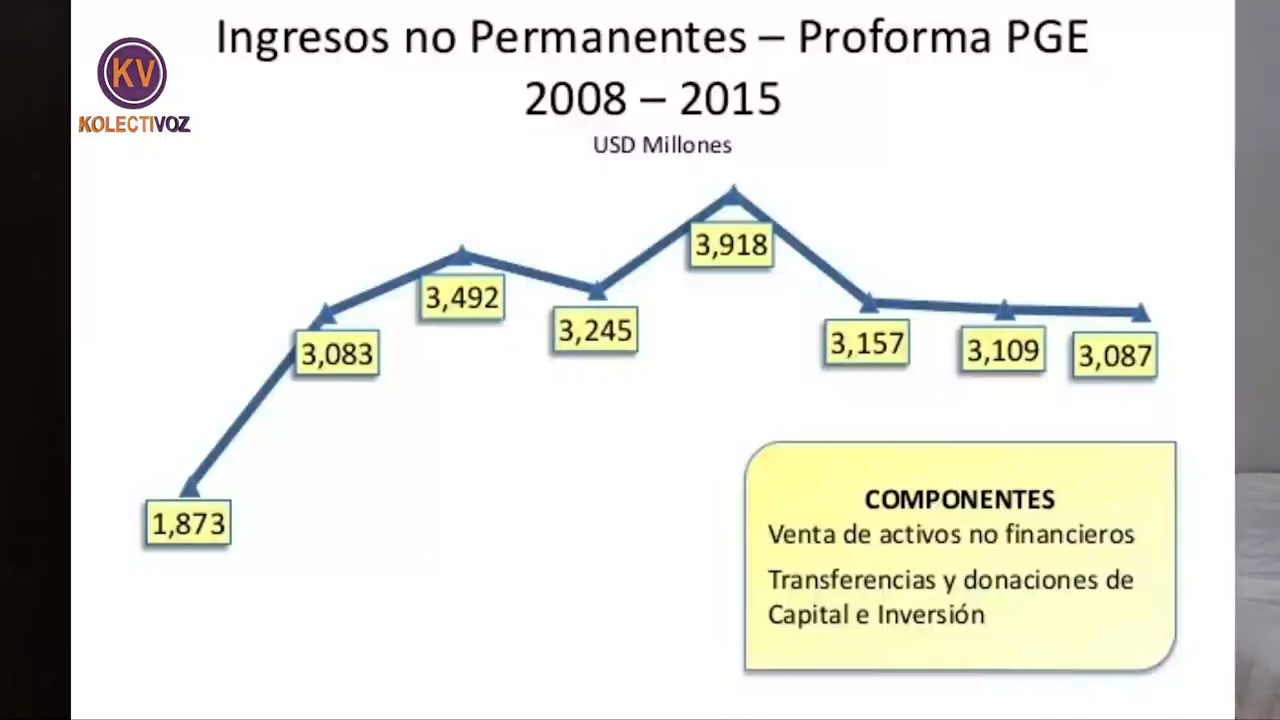 Ingresos no Permanentes – Proforma PGE
2008 – 2015
USD Millones
KV
KOLECTIVOZ
3,918
3,492
3,245
3,083
3,157
3,109
3,087
1,873
COMPONENTES
Venta de activos no financieros
Transferencias y donaciones de
Capital e Inversión